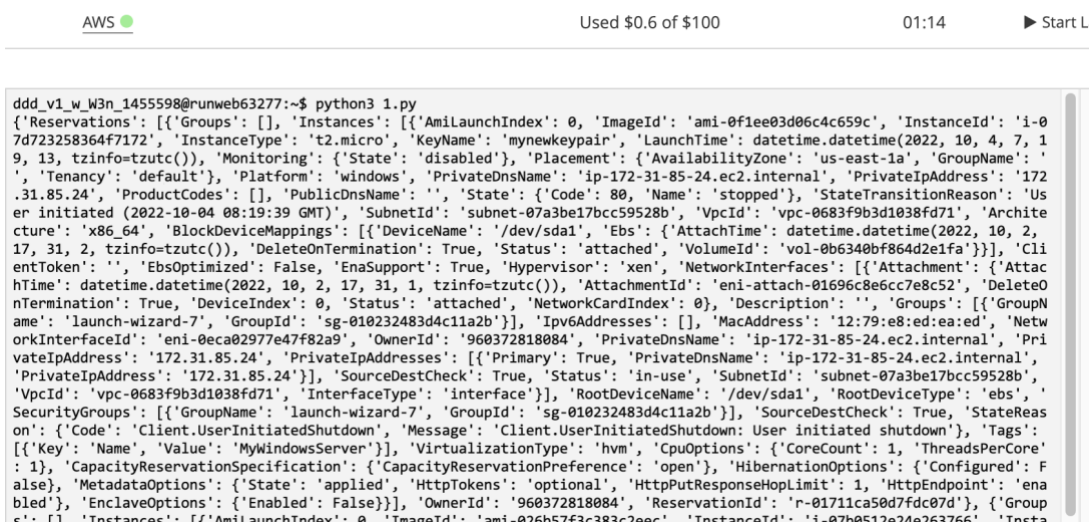 AWS Used $0.6 of $100 01:14 Start L
ddd_v1_w_W3n_1455598@runweb63277:~$ python3 1.py
{'Reservations': [{'Groups': [], 'Instances': [{'AmiLaunchIndex': 0, 'ImageId': 'ami-0f1ee03d06c4c659c', 'InstanceId': 'i-0
7d723258364f7172', 'InstanceType': 't2.micro', 'KeyName': 'mynewkeypair', 'LaunchTime': datetime.datetime(2022, 10, 4, 7, 1
9, 13, tzinfo=tzutc()), 'Monitoring': {'State': 'disabled'}, 'Placement': {'AvailabilityZone': 'us-east-1a', 'GroupName': '
', 'Tenancy': 'default'}, 'Platform': 'windows', 'PrivateDnsName': 'ip-172-31-85-24.ec2.internal', 'PrivateIpAddress': '172
.31.85.24', 'ProductCodes': [], 'PublicDnsName': '', 'State': {'Code': 80, 'Name': 'stopped'}, 'StateTransitionReason': 'Us
er initiated (2022-10-04 08:19:39 GMT)', 'SubnetId': 'subnet-07a3be17bcc59528b', 'VpcId': 'vpc-0683f9b3d1038fd71', 'Archite
cture': 'x86_64', 'BlockDeviceMappings': [{'DeviceName': '/dev/sda1', 'Ebs': {'AttachTime': datetime.datetime(2022, 10, 2,
17, 31, 2, tzinfo=tzutc()), 'DeleteOnTermination': True, 'Status': 'attached', 'VolumeId': 'vol-0b6340bf864d2e1fa'}}], 'Cli
entToken': '', 'EbsOptimized': False, 'EnaSupport': True, 'Hypervisor': 'xen', 'NetworkInterfaces': [{'Attachment': {'Attac
hTime': datetime.datetime(2022, 10, 2, 17, 31, 1, tzinfo=tzutc()), 'AttachmentId': 'eni-attach-01696c8e6cc7e8c52', 'DeleteO
nTermination': True, 'DeviceIndex': 0, 'Status': 'attached', 'NetworkCardIndex': 0}, 'Description': '', 'Groups': [{'GroupN
ame': 'launch-wizard-7', 'GroupId': 'sg-010232483d4c11a2b'}], 'Ipv6Addresses': [], 'MacAddress': '12:79:e8:ed:ea:ed', 'Netw
orkInterfaceId': 'eni-0eca02977e47f82a9', 'OwnerId': '960372818084', 'PrivateDnsName': 'ip-172-31-85-24.ec2.internal', 'Pri
vateIpAddress': '172.31.85.24', 'PrivateIpAddresses': [{'Primary': True, 'PrivateDnsName': 'ip-172-31-85-24.ec2.internal',
'PrivateIpAddress': '172.31.85.24'}], 'SourceDestCheck': True, 'Status': 'in-use', 'SubnetId': 'subnet-07a3be17bcc59528b',
'VpcId': 'vpc-0683f9b3d1038fd71', 'InterfaceType': 'interface'}], 'RootDeviceName': '/dev/sda1', 'RootDeviceType': 'ebs', '
SecurityGroups': [{'GroupName': 'launch-wizard-7', 'GroupId': 'sg-010232483d4c11a2b'}], 'SourceDestCheck': True, 'StateReas
on': {'Code': 'Client.UserInitiatedShutdown', 'Message': 'Client.UserInitiatedShutdown: User initiated shutdown'}, 'Tags':
[{'Key': 'Name', 'Value': 'MyWindowsServer'}], 'VirtualizationType': 'hvm', 'CpuOptions': {'CoreCount': 1, 'ThreadsPerCore'
: 1}, 'CapacityReservationSpecification': {'CapacityReservationPreference': 'open'}, 'HibernationOptions': {'Configured': F
alse}, 'MetadataOptions': {'State': 'applied', 'HttpTokens': 'optional', 'HttpPutResponseHopLimit': 1, 'HttpEndpoint': 'ena
bled'}, 'EnclaveOptions': {'Enabled': False}}], 'OwnerId': '960372818084', 'ReservationId': 'r-01711ca50d7fdc07d'}, {'Group
s': [], 'Instances': [{'AmiLaunchIndex': 0, 'ImageId': 'ami-026b57f3c383c2eec', 'InstanceId': 'i-07b0512e24e263766', 'Insta